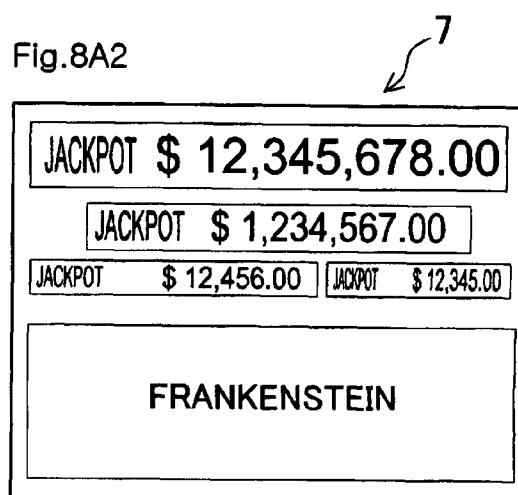 7
Fig.8A2
JACKPOT $ 12,345,678.00
JACKPOT $ 1,234,567.00
JACKPOT $ 12,456.00 JACKPOT $ 12,345.00
FRANKENSTEIN